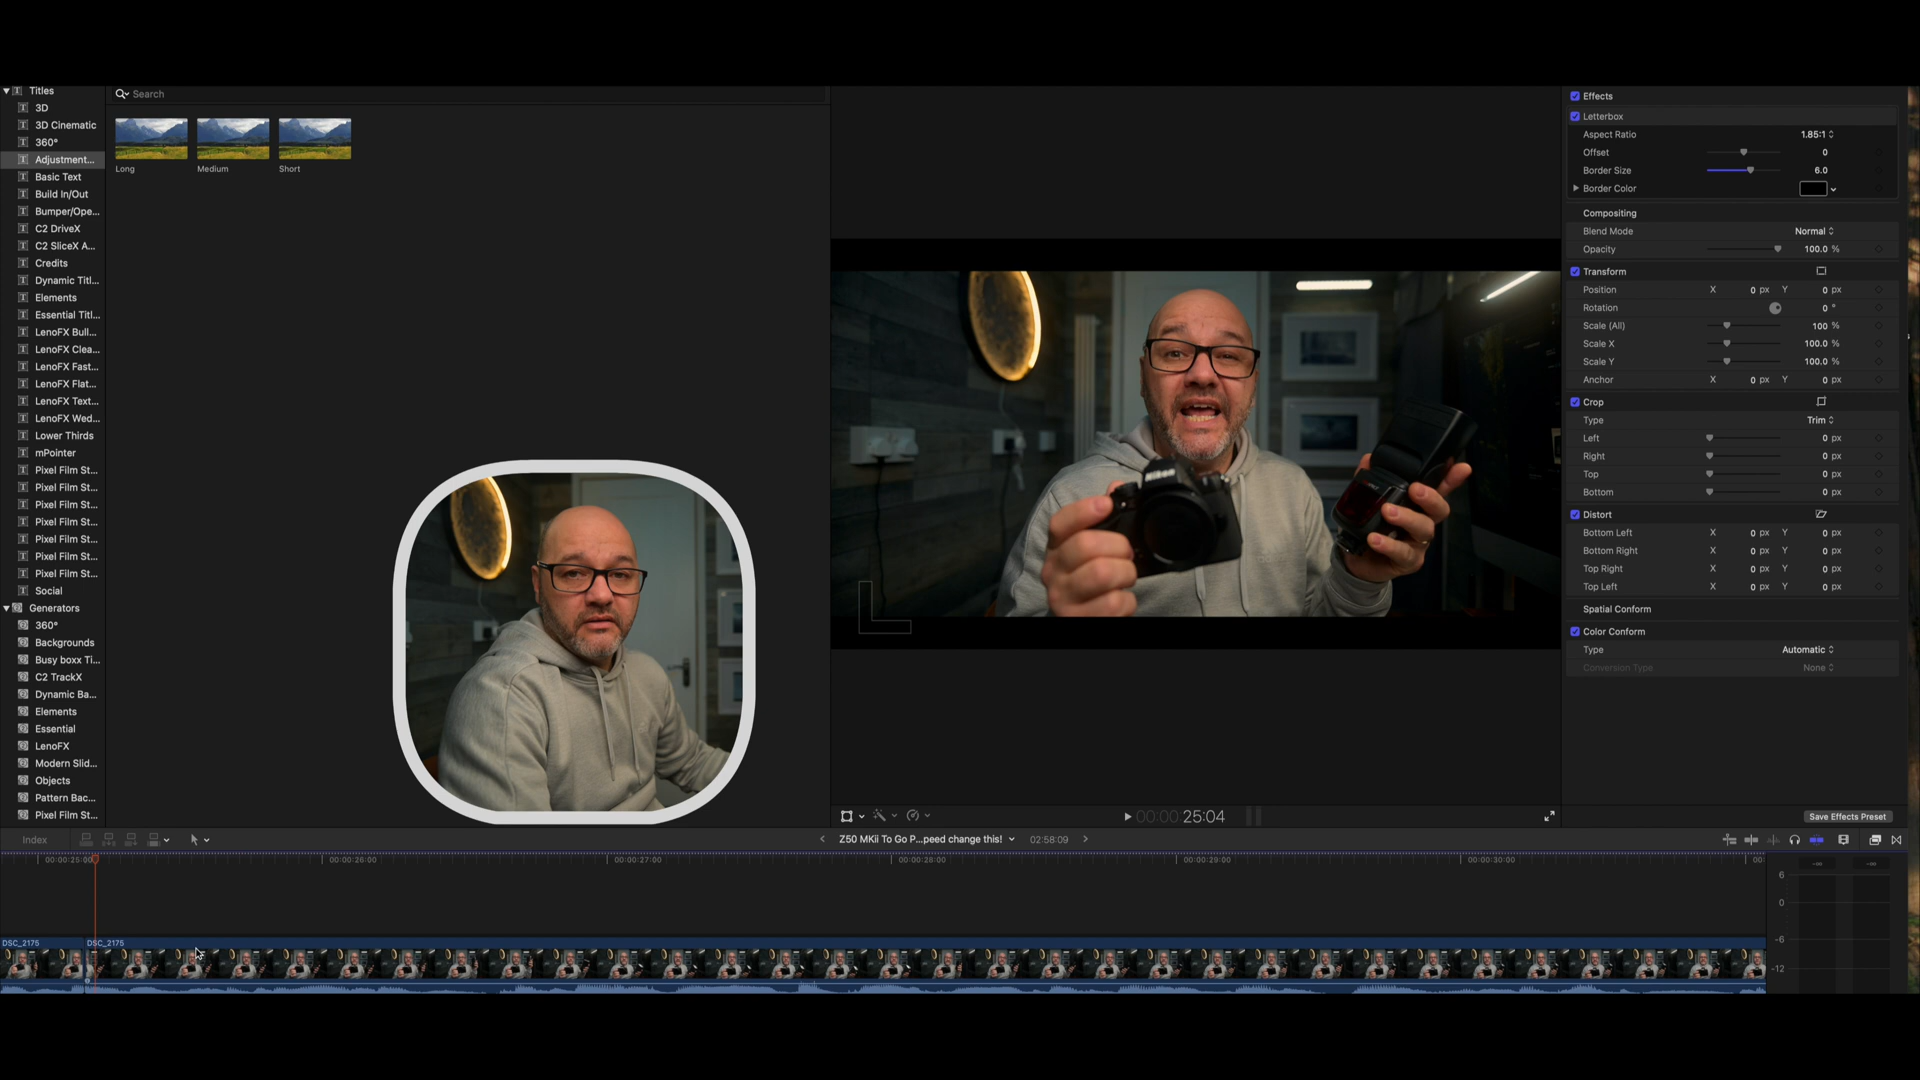 Titles
3D
3D Cinematic
360°
Adjustment...
Basic Text
Build In/Out
Bumper/Ope...
C2 DriveX
C2 SliceX A...
Credits
Dynamic Titl...
Elements
Essential Titl...
LenoFX Bull...
LenoFX Clea...
LenoFX Fast...
LenoFX Flat...
LenoFX Text...
LenoFX Wed...
Lower Thirds
mPointer
Pixel Film St...
Pixel Film St...
Pixel Film St...
Pixel Film St...
Pixel Film St...
Pixel Film St...
Pixel Film St...
Social
Generators
360°
Backgrounds
Busy boxx Ti...
C2 TrackX
Dynamic Ba...
Elements
Essential
LenoFX
Modern Slid...
Objects
Pattern Bac...
Pixel Film St...
Search
Long Medium Short
NIKON
00:00:25:04
Effects
Letterbox
Aspect Ratio 1.85:1
Offset 0
Border Size 6.0
Border Color
Compositing
Blend Mode Normal
Opacity 100.0 %
Transform
Position X 0 px Y 0 px
Rotation 0 °
Scale (All) 100 %
Scale X 100.0 %
Scale Y 100.0 %
Anchor X 0 px Y 0 px
Crop
Type Trim
Left 0 px
Right 0 px
Top 0 px
Bottom 0 px
Distort
Bottom Left X 0 px Y 0 px
Bottom Right X 0 px Y 0 px
Top Right X 0 px Y 0 px
Top Left X 0 px Y 0 px
Spatial Conform
Color Conform
Type Automatic
Conversion Type None
Save Effects Preset
Index
Z50 MKii To Go P...peed change this! 02:58:09
00:00:25:00 00:00:26:00 00:00:27:00 00:00:28:00 00:00:29:00 00:00:30:00 00:
DSC_2175 DSC_2175
6
0
-6
-12